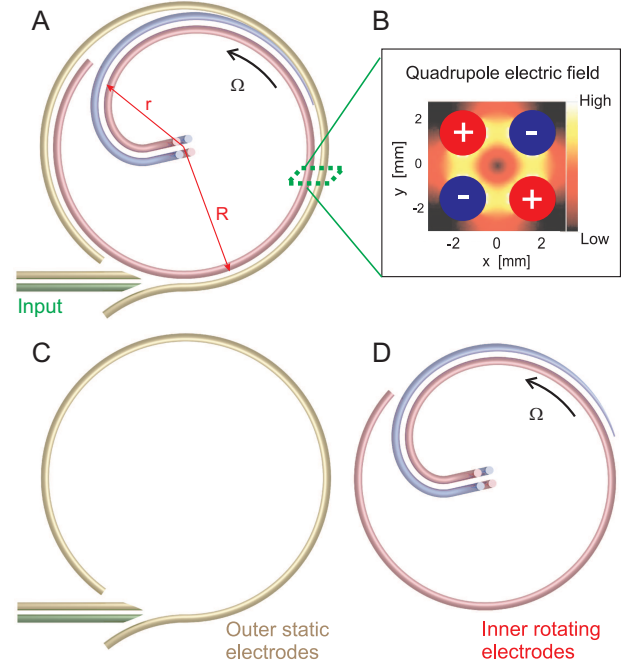 A
r
Ω
R
Input
B
Quadrupole electric field
High
2
0
-2
y [mm]
+
-
-
+
Low
-2
0
2
x [mm]
C
Outer static
electrodes
D
Ω
Inner rotating
electrodes